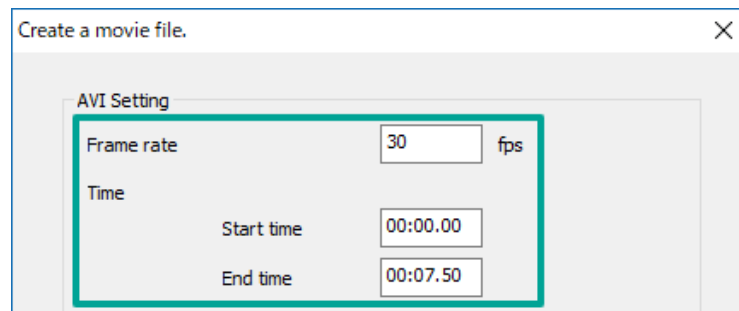 Create a movie file.
AVI Setting
Frame rate 30 fps
Time
Start time 00:00.00
End time 00:07.50